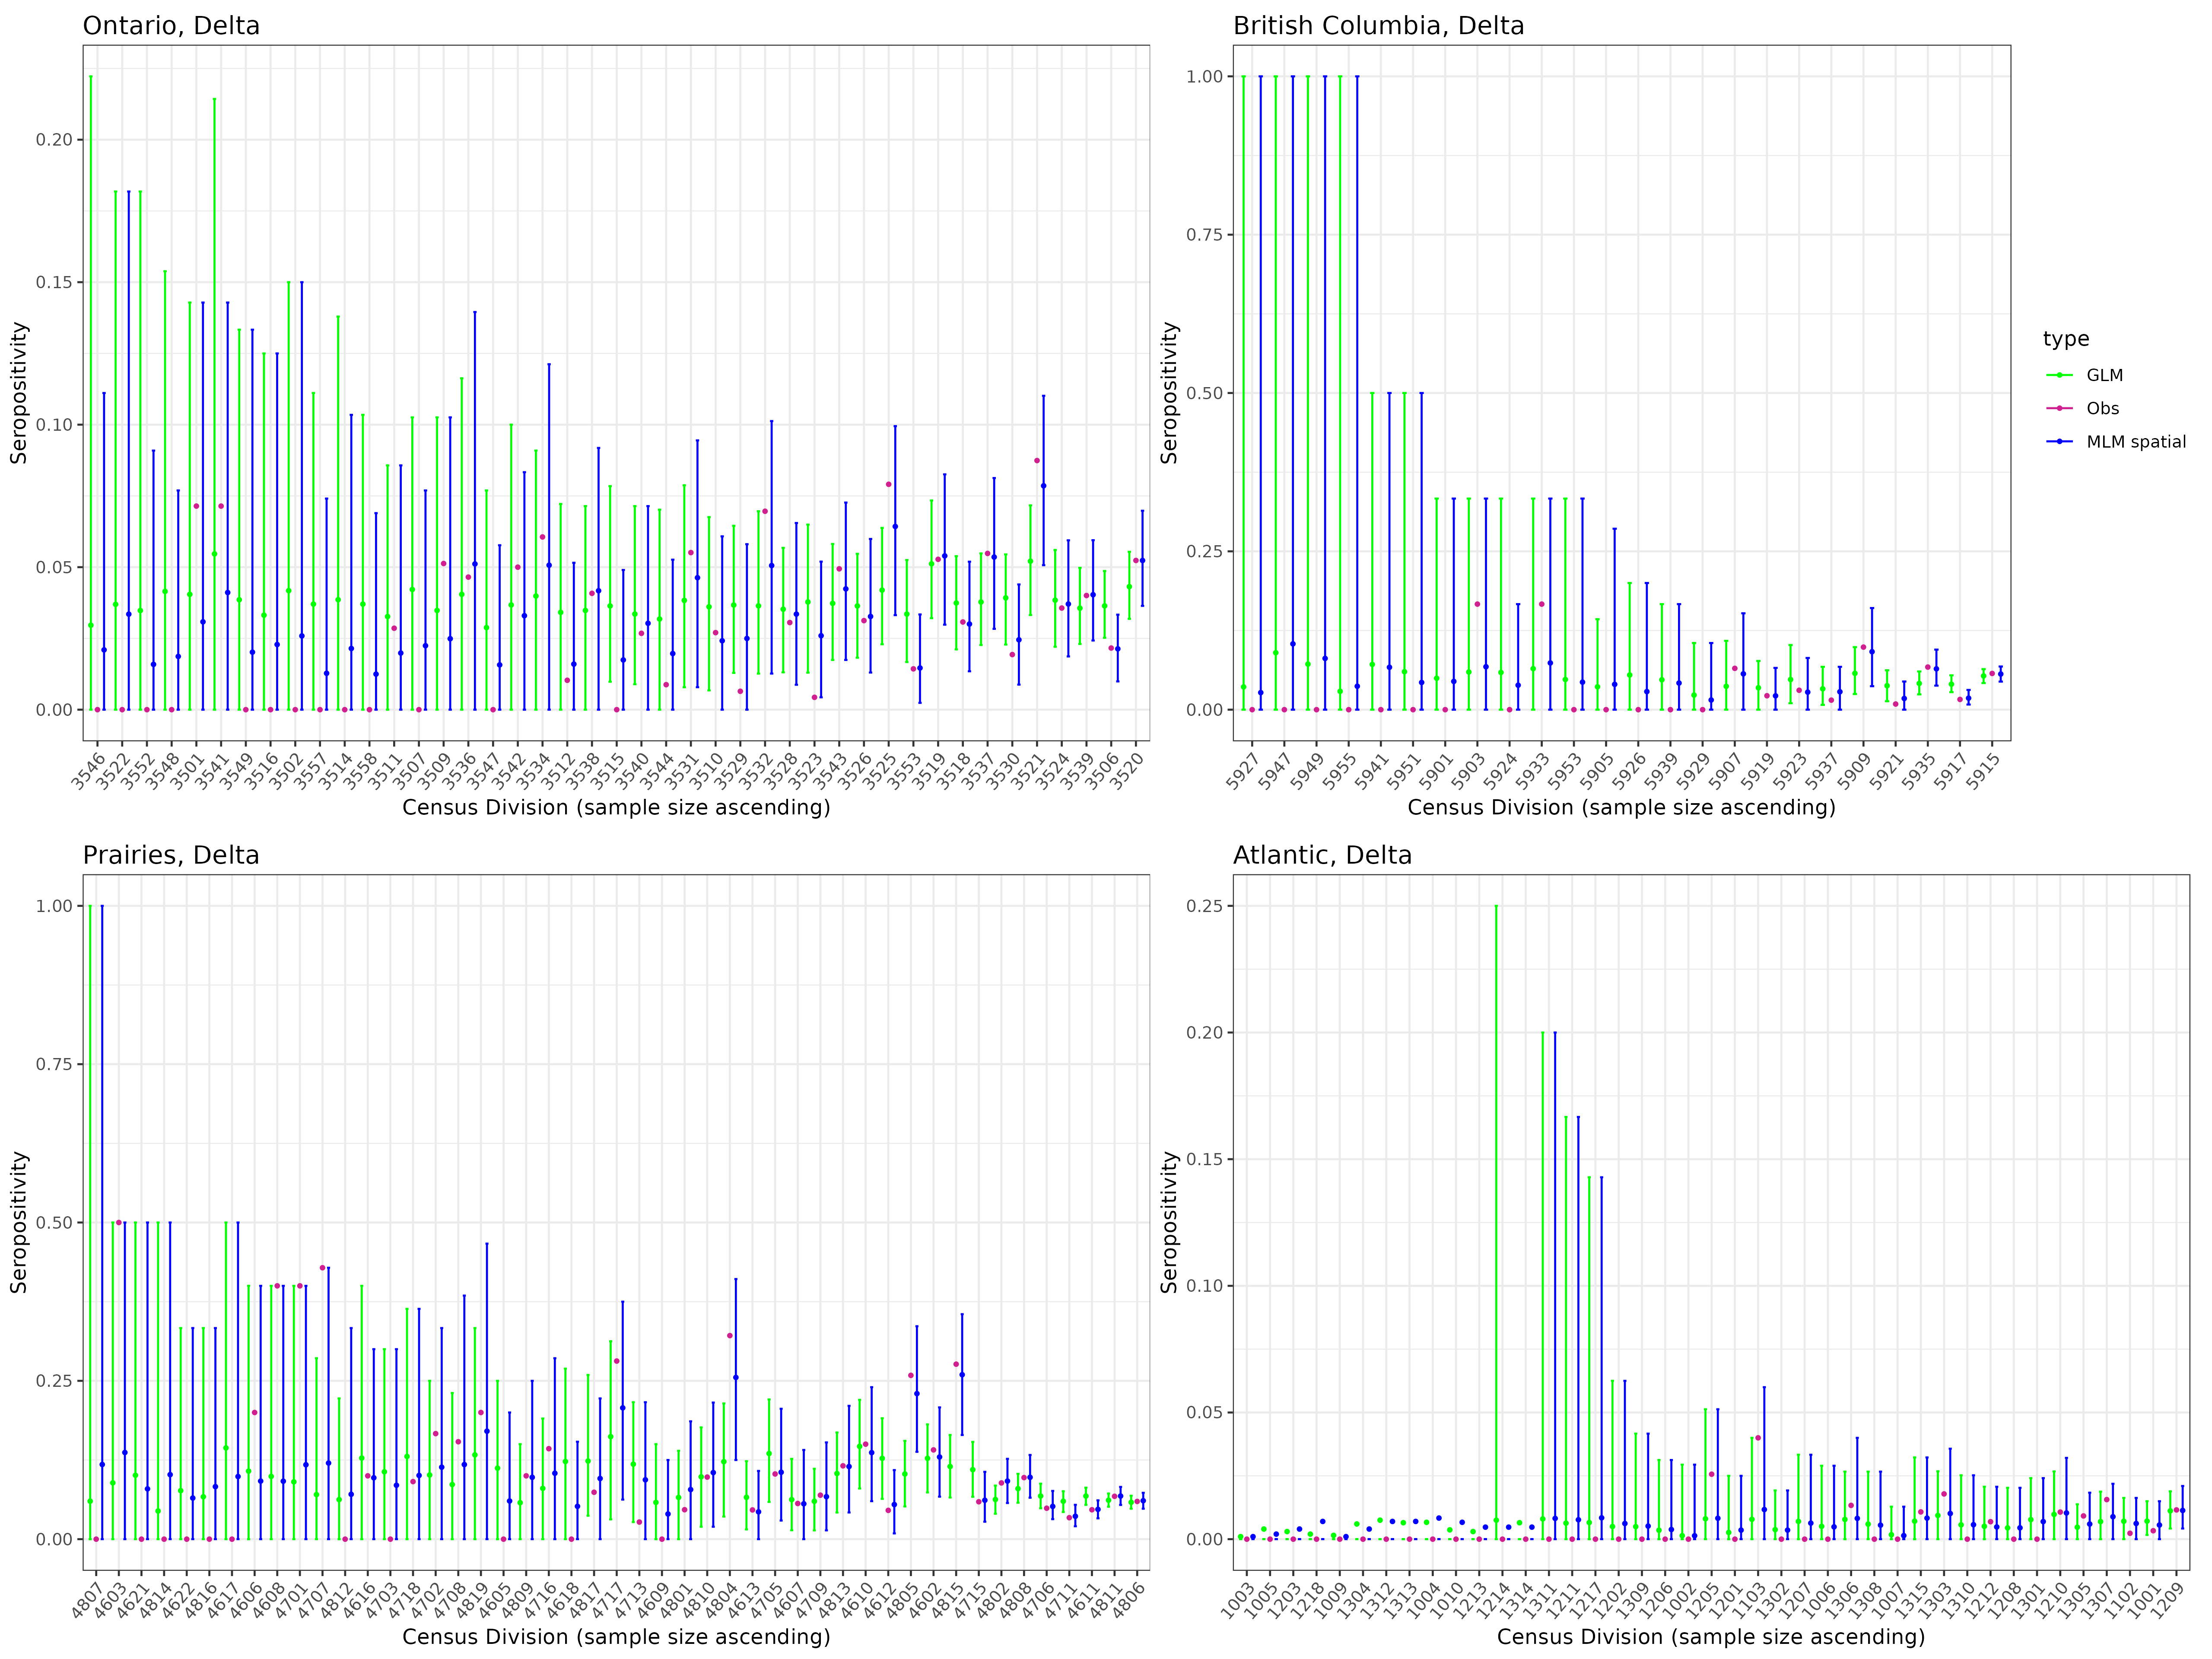 Ontario, Delta
0.20
0.15
0.10
0.05
0.00
Seropositivity
3546 3522 3552 3548 3501 3541 3549 3516 3502 3557 3514 3558 3511 3507 3509 3536 3547 3542 3534 3512 3538 3515 3540 3544 3531 3510 3529 3532 3528 3523 3543 3526 3525 3553 3519 3518 3537 3530 3521 3524 3539 3506 3520
Census Division (sample size ascending)
British Columbia, Delta
1.00
0.75
0.50
0.25
0.00
Seropositivity
5927 5947 5949 5955 5941 5951 5901 5903 5924 5933 5953 5905 5926 5939 5929 5907 5919 5923 5937 5909 5921 5935 5917 5915
Census Division (sample size ascending)
type
GLM
Obs
MLM spatial
Prairies, Delta
1.00
0.75
0.50
0.25
0.00
Seropositivity
4807 4603 4621 4814 4622 4816 4617 4606 4608 4701 4707 4812 4616 4703 4718 4702 4708 4819 4605 4809 4716 4618 4817 4717 4713 4609 4801 4810 4804 4613 4705 4607 4709 4813 4610 4612 4805 4602 4815 4715 4802 4808 4706 4711 4611 4811 4806
Census Division (sample size ascending)
Atlantic, Delta
0.25
0.20
0.15
0.10
0.05
0.00
Seropositivity
1003 1005 1203 1218 1009 1304 1312 1313 1004 1010 1213 1214 1314 1311 1211 1217 1202 1309 1206 1002 1205 1201 1103 1302 1207 1006 1306 1308 1007 1315 1303 1310 1212 1208 1301 1210 1305 1307 1102 1001 1209
Census Division (sample size ascending)